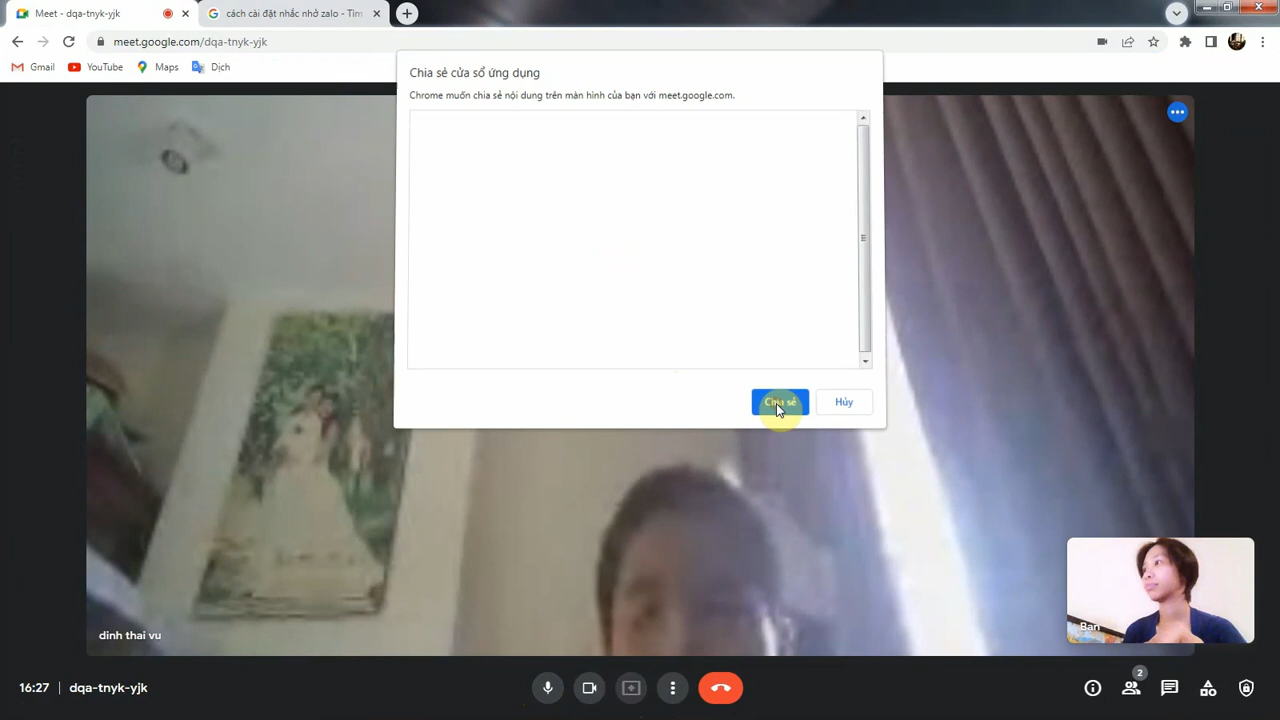 Meet - dqa-tnyk-yjk
cách cài đặt nhắc nhở zalo - Tìm
meet.google.com/dqa-tnyk-yjk
Gmail
YouTube
Maps
Dịch
Chia sẻ cửa sổ ứng dụng
Chrome muốn chia sẻ nội dung trên màn hình của bạn với meet.google.com.
Chia sẻ
Hủy
dinh thai vu
Bạn
16:27
dqa-tnyk-yjk
2